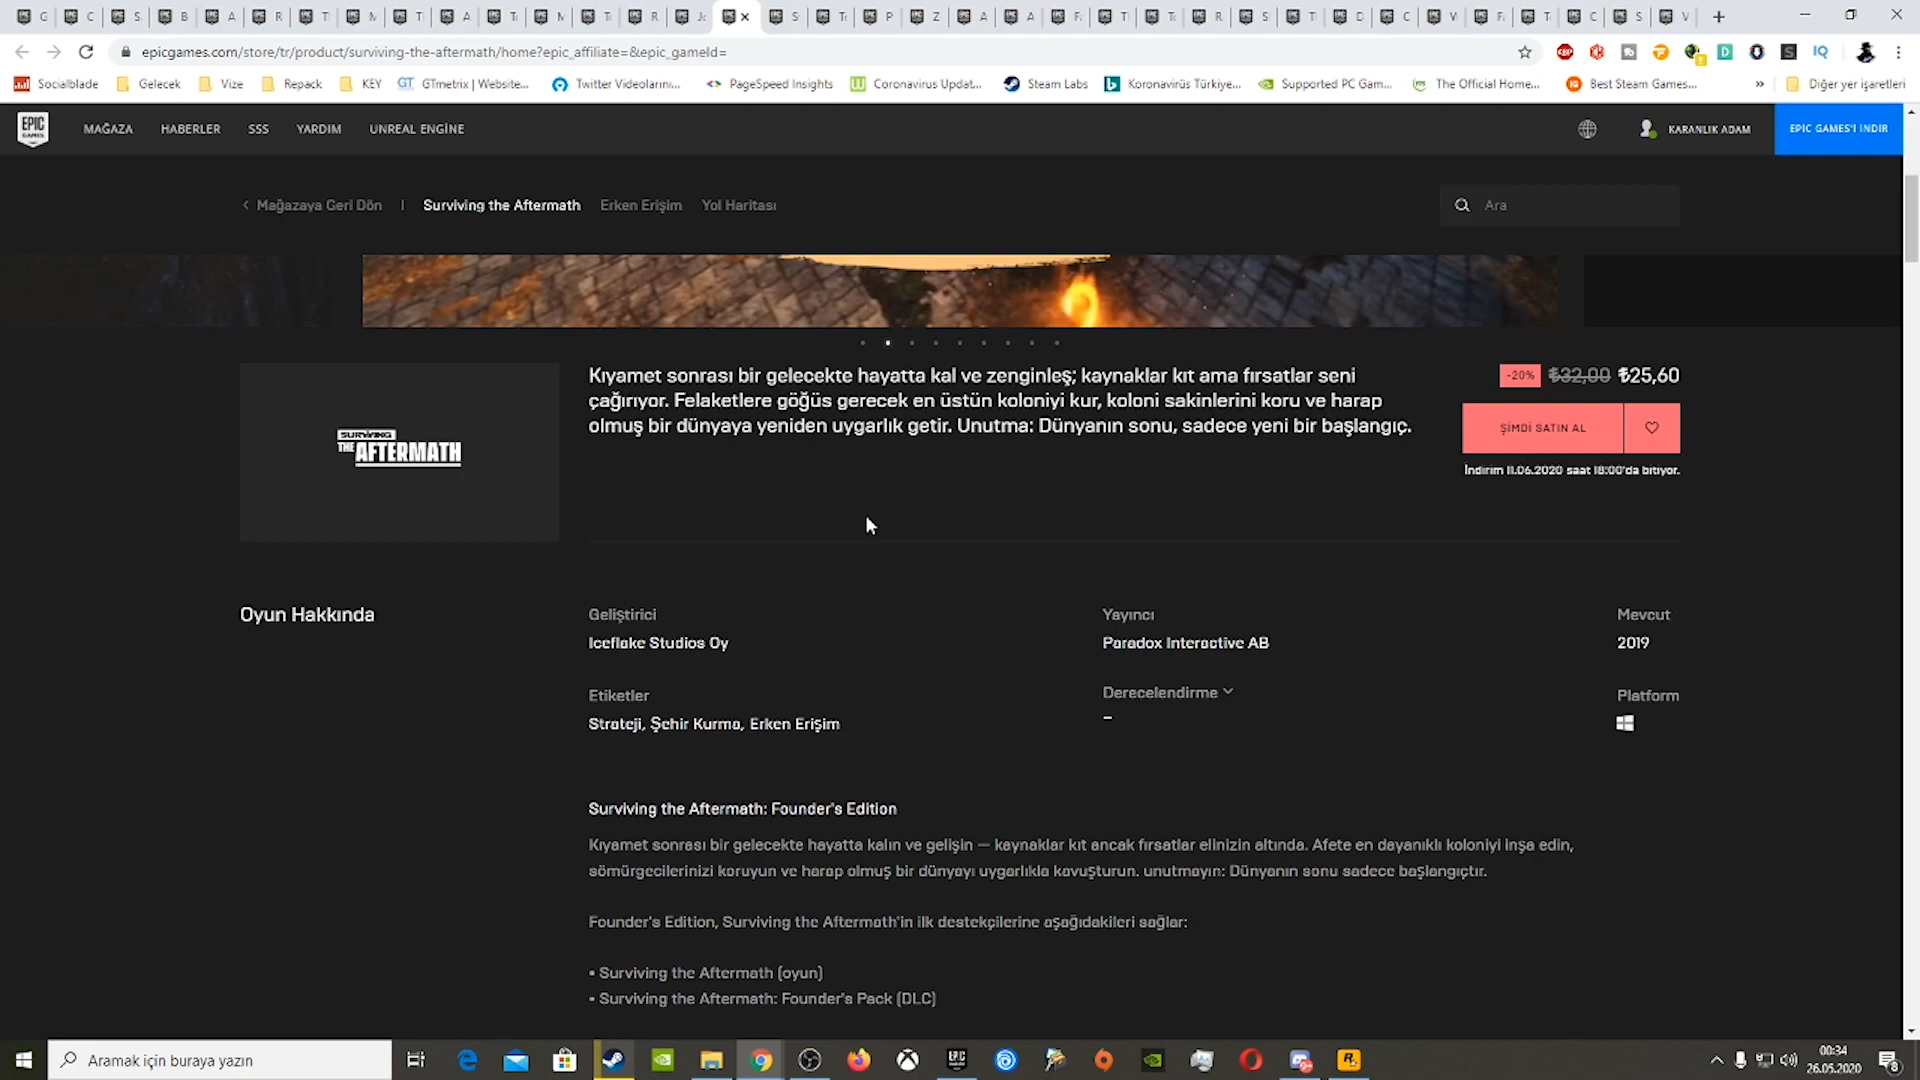 epicgames.com/store/tr/product/surviving-the-aftermath/home?epic_affiliate=&epic_gameId=
Socialblade
Gelecek
Vize
Repack
KEY
GT GTmetrix | Website...
Twitter Videolarını...
PageSpeed Insights
Coronavirus Updat...
Steam Labs
Koronavirüs Türkiye...
Supported PC Gam...
The Official Home...
Best Steam Games...
»
Diğer yer işaretleri
EPIC GAMES
MAĞAZA
HABERLER
SSS
YARDIM
UNREAL ENGINE
KARANLIK ADAM
EPIC GAMES'I INDIR
Mağazaya Geri Dön
Surviving the Aftermath
Erken Erişim
Yol Haritası
Ara
SURVIVING
THE AFTERMATH
Kıyamet sonrası bir gelecekte hayatta kal ve zenginleş; kaynaklar kıt ama fırsatlar seni
çağırıyor. Felaketlere göğüs gerecek en üstün koloniyi kur, koloni sakinlerini koru ve harap
olmuş bir dünyaya yeniden uygarlık getir. Unutma: Dünyanın sonu, sadece yeni bir başlangıç.
-20% ₺32,00 ₺25,60
ŞİMDİ SATIN AL
İndirim 11.06.2020 saat 18:00'da bitiyor.
Oyun Hakkında
Geliştirici
Iceflake Studios Oy
Yayıncı
Paradox Interactive AB
Mevcut
2019
Etiketler
Strateji, Şehir Kurma, Erken Erişim
Derecelendirme
–
Platform
Surviving the Aftermath: Founder's Edition
Kıyamet sonrası bir gelecekte hayatta kalın ve gelişin — kaynaklar kıt ancak fırsatlar elinizin altında. Afete en dayanıklı koloniyi inşa edin,
sömürgecilerinizi koruyun ve harap olmuş bir dünyayı uygarlıkla kavuşturun. unutmayın: Dünyanın sonu sadece başlangıçtır.
Founder's Edition, Surviving the Aftermath'in ilk destekçilerine aşağıdakileri sağlar:
▪ Surviving the Aftermath (oyun)
▪ Surviving the Aftermath: Founder's Pack (DLC)
Aramak için buraya yazın
00:34
26.05.2020
8